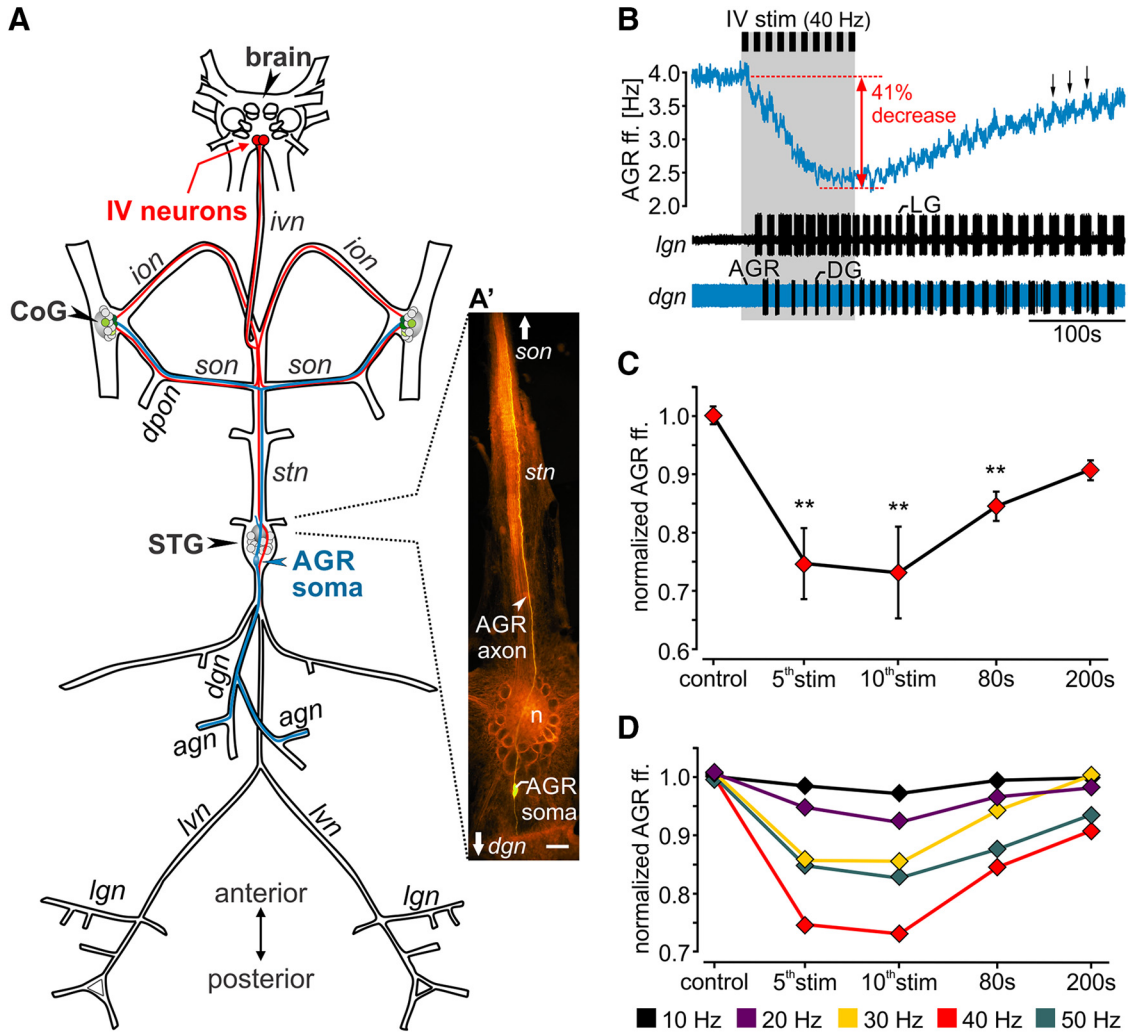 A
brain
IV neurons
ivn
ion
ion
CoG
son
son
dpon
stn
STG
AGR
soma
dgn
agn
agn
lvn
lvn
lgn
lgn
anterior
posterior
A'
son
stn
AGR
axon
n
AGR
soma
dgn
B
IV stim (40 Hz)
AGR ff. [Hz]
4.0
3.5
3.0
2.5
2.0
41%
decrease
LG
lgn
AGR
DG
dgn
100s
C
normalized AGR ff.
1.0
0.9
0.8
0.7
0.6
**
**
**
control
5th stim
10th stim
80s
200s
D
normalized AGR ff.
1.0
0.9
0.8
0.7
control
5th stim
10th stim
80s
200s
10 Hz
20 Hz
30 Hz
40 Hz
50 Hz